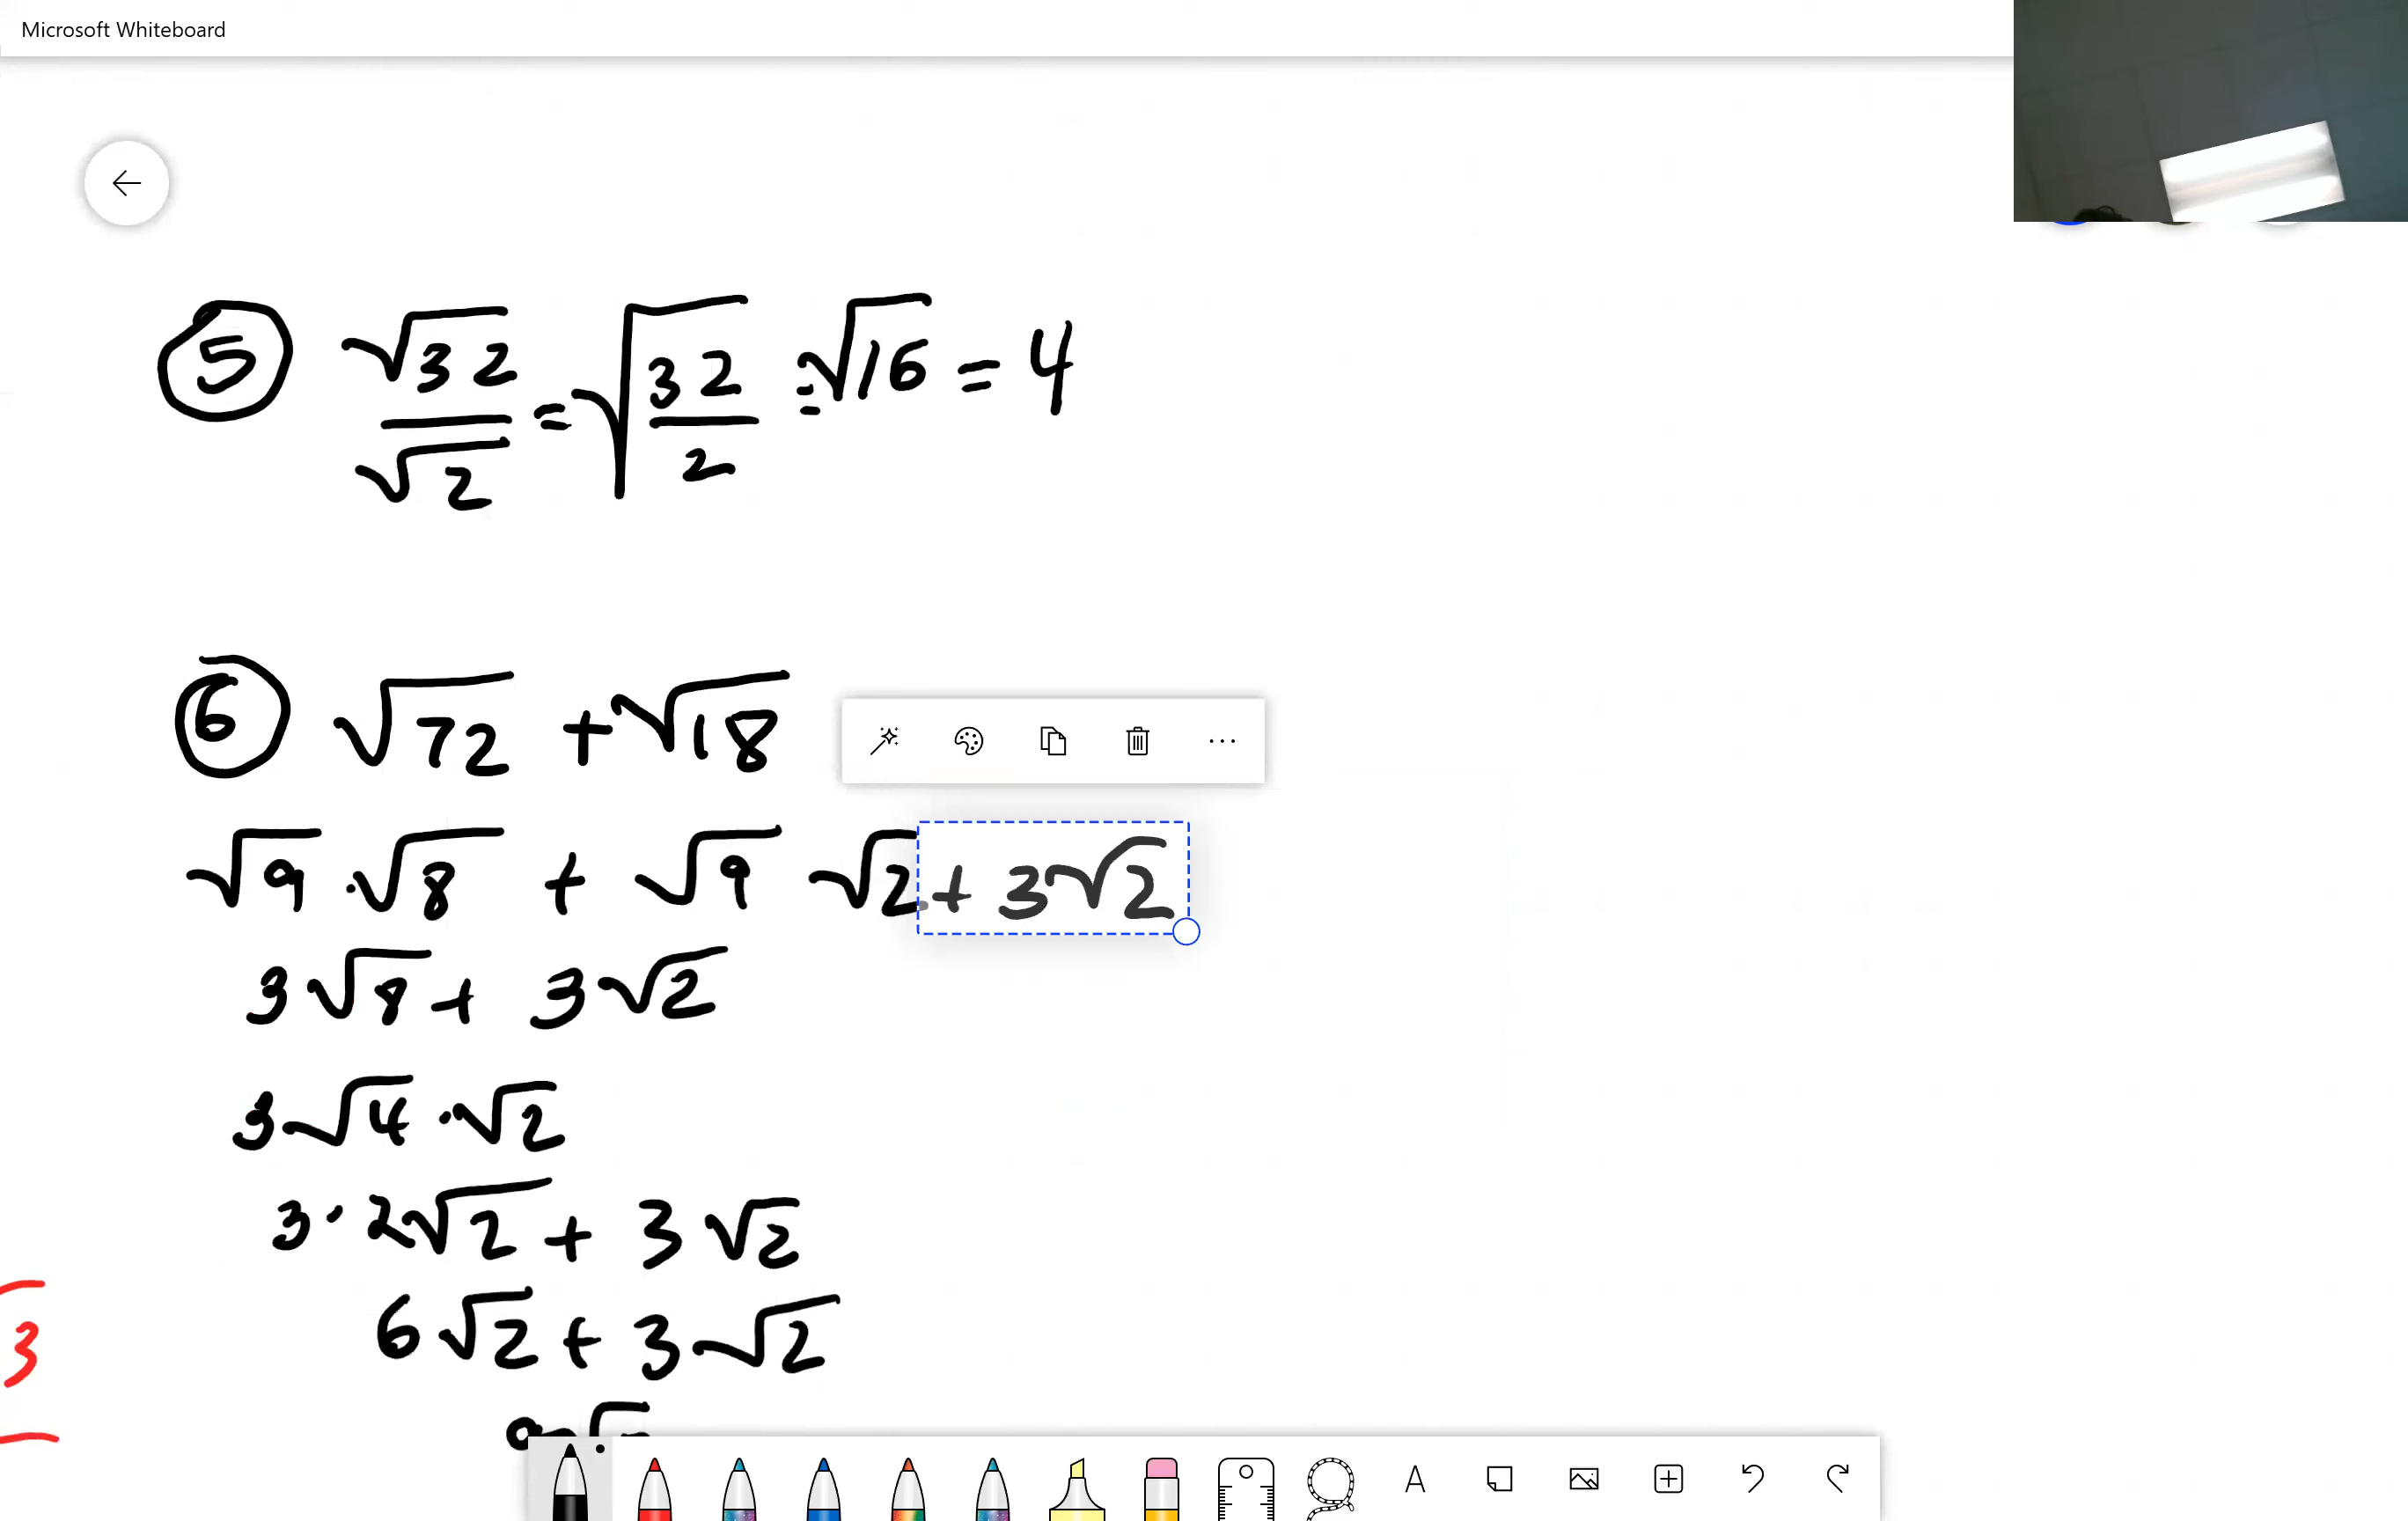 Microsoft Whiteboard
5 √32/√2 = √(32/2) = √16 = 4
6 √72 + √18
√9 · √8 + √9 √2 + 3√2
3√8 + 3√2
3√4 · √2
3 · 2√2 + 3√2
6√2 + 3√2
3
A